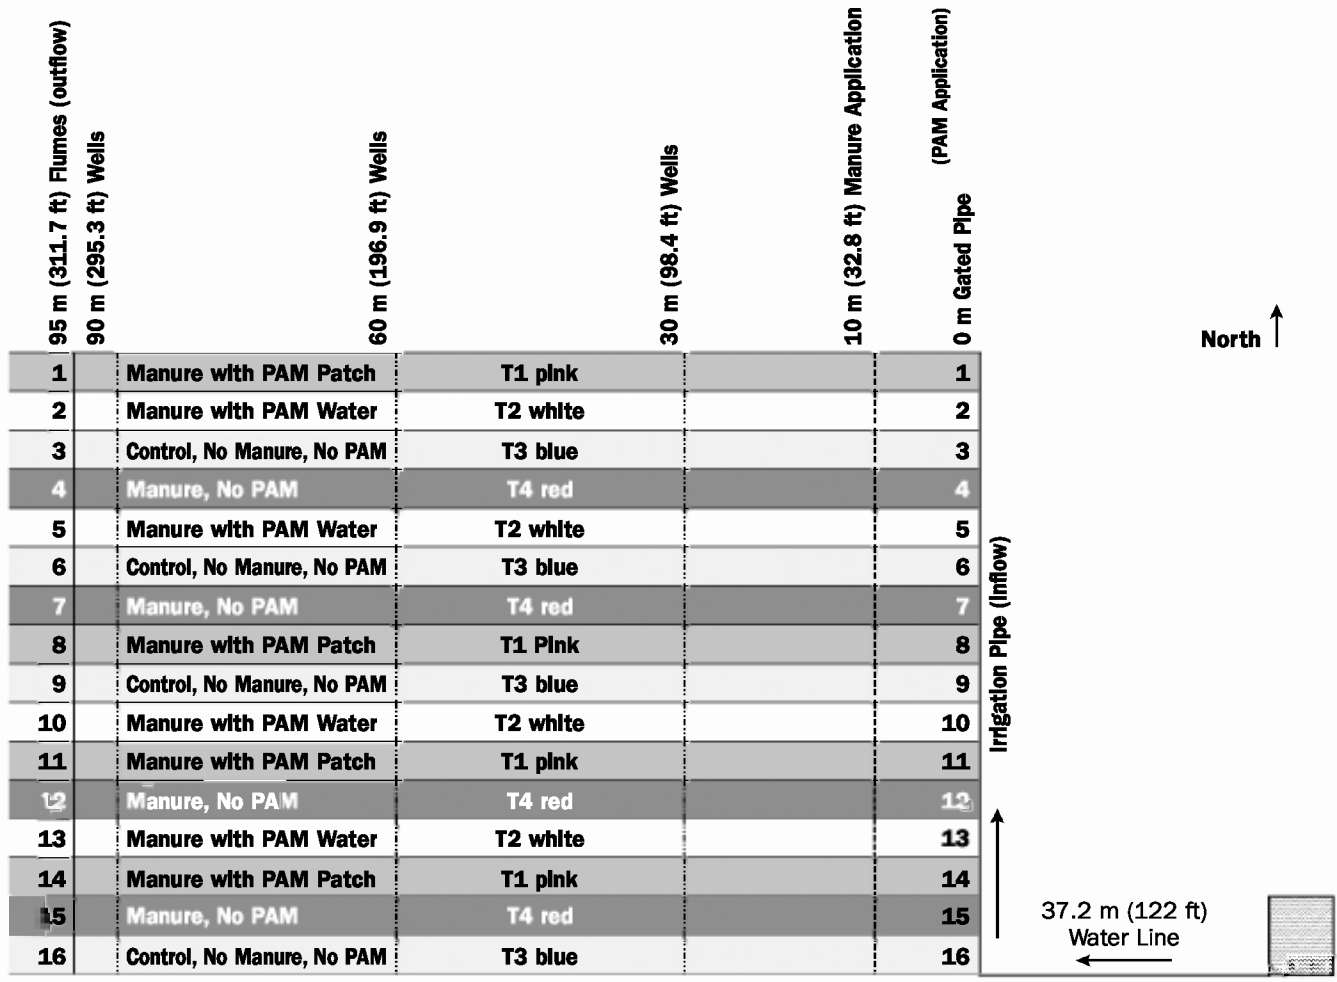 95 m (311.7 ft) Flumes (outflow)
90 m (295.3 ft) Wells
60 m (196.9 ft) Wells
30 m (98.4 ft) Wells
10 m (32.8 ft) Manure Application
(PAM Application)
0 m Gated Pipe
North
1 Manure with PAM Patch T1 pink 1
2 Manure with PAM Water T2 white 2
3 Control, No Manure, No PAM T3 blue 3
4 Manure, No PAM T4 red 4
5 Manure with PAM Water T2 white 5
6 Control, No Manure, No PAM T3 blue 6
7 Manure, No PAM T4 red 7
8 Manure with PAM Patch T1 Pink 8
9 Control, No Manure, No PAM T3 blue 9
10 Manure with PAM Water T2 white 10
11 Manure with PAM Patch T1 pink 11
12 Manure, No PAM T4 red 12
13 Manure with PAM Water T2 white 13
14 Manure with PAM Patch T1 pink 14
15 Manure, No PAM T4 red 15
16 Control, No Manure, No PAM T3 blue 16
Irrigation Pipe (Inflow)
37.2 m (122 ft)
Water Line